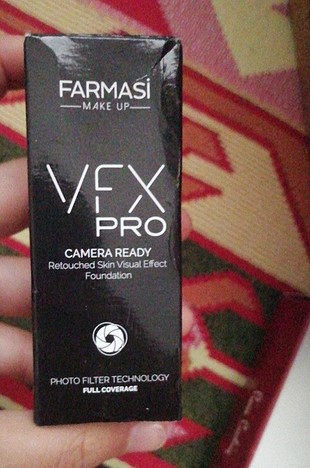 FARMASİ
MAKE UP
VFX
PRO
CAMERA READY
Retouched Skin Visual Effect
Foundation
PHOTO FILTER TECHNOLOGY
FULL COVERAGE